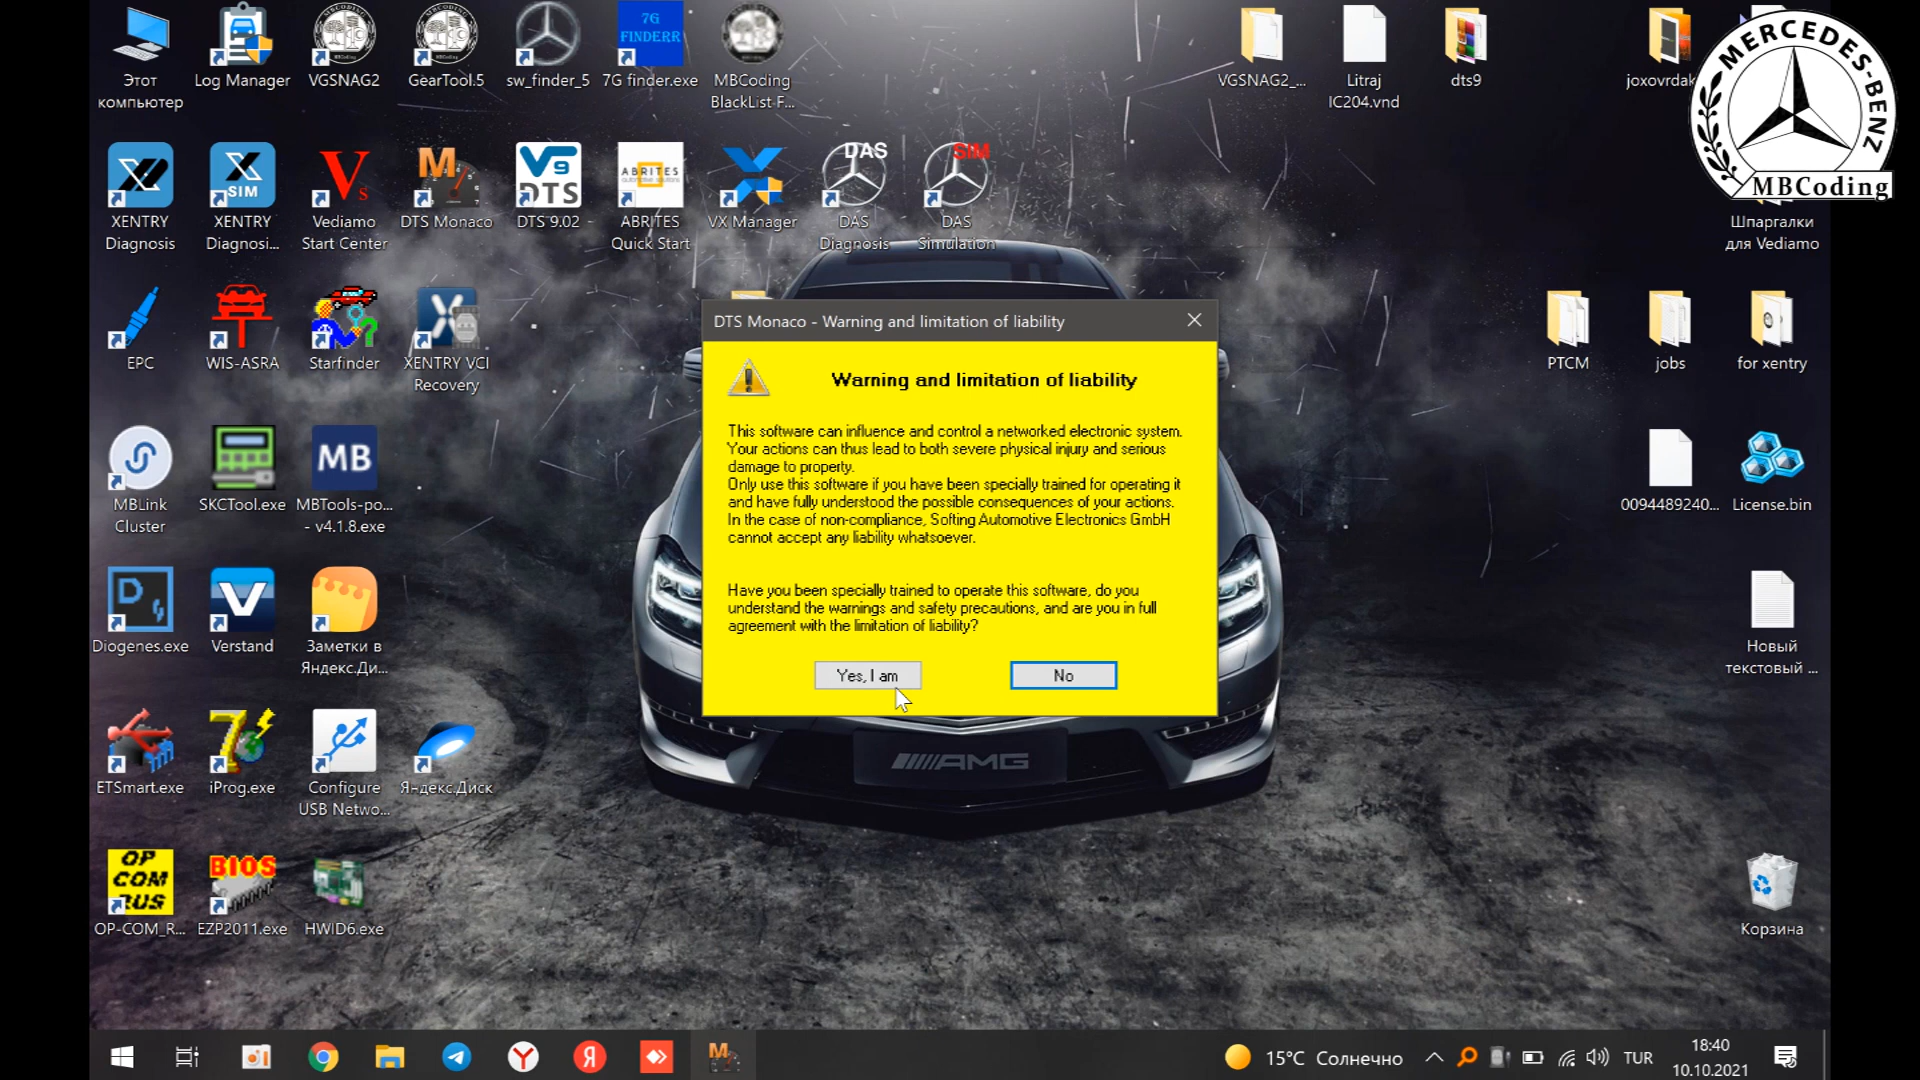 Этот
компьютер
Log Manager
VGSNAG2
GearTool.5
sw_finder_5
7G
FINDERR
7G finder.exe
MBCoding
BlackList F...
VGSNAG2_...
Litraj
IC204.vnd
dts9
joxovrdak
MERCEDES-BENZ
MBCoding
SIM
XENTRY
Diagnosis
XENTRY
Diagnosi...
Vs
Vediamo
Start Center
M
DTS Monaco
V9
DTS
DTS 9.02
ABRITES
ABRITES
Quick Start
VX Manager
DAS
DAS
Diagnosis
SIM
DAS
Simulation
Шпаргалки
для Vediamo
EPC
WIS-ASRA
Starfinder
XENTRY VCI
Recovery
PTCM
jobs
for xentry
DTS Monaco - Warning and limitation of liability
Warning and limitation of liability
This software can influence and control a networked electronic system.
Your actions can thus lead to both severe physical injury and serious
damage to property.
Only use this software if you have been specially trained for operating it
and have fully understood the possible consequences of your actions.
In the case of non-compliance, Softing Automotive Electronics GmbH
cannot accept any liability whatsoever.
Have you been specially trained to operate this software, do you
understand the warnings and safety precautions, and are you in full
agreement with the limitation of liability?
Yes, I am
No
MBLink
Cluster
SKCTool.exe
MB
MBTools-po...
- v4.1.8.exe
0094489240...
License.bin
Diogenes.exe
Verstand
Заметки в
Яндекс.Ди...
Новый
текстовый ...
ETSmart.exe
iProg.exe
Configure
USB Netwo...
Яндекс.Диск
AMG
OP
COM
RUS
OP-COM_R...
BIOS
EZP2011.exe
HWID6.exe
Корзина
15°C Солнечно
TUR
18:40
10.10.2021